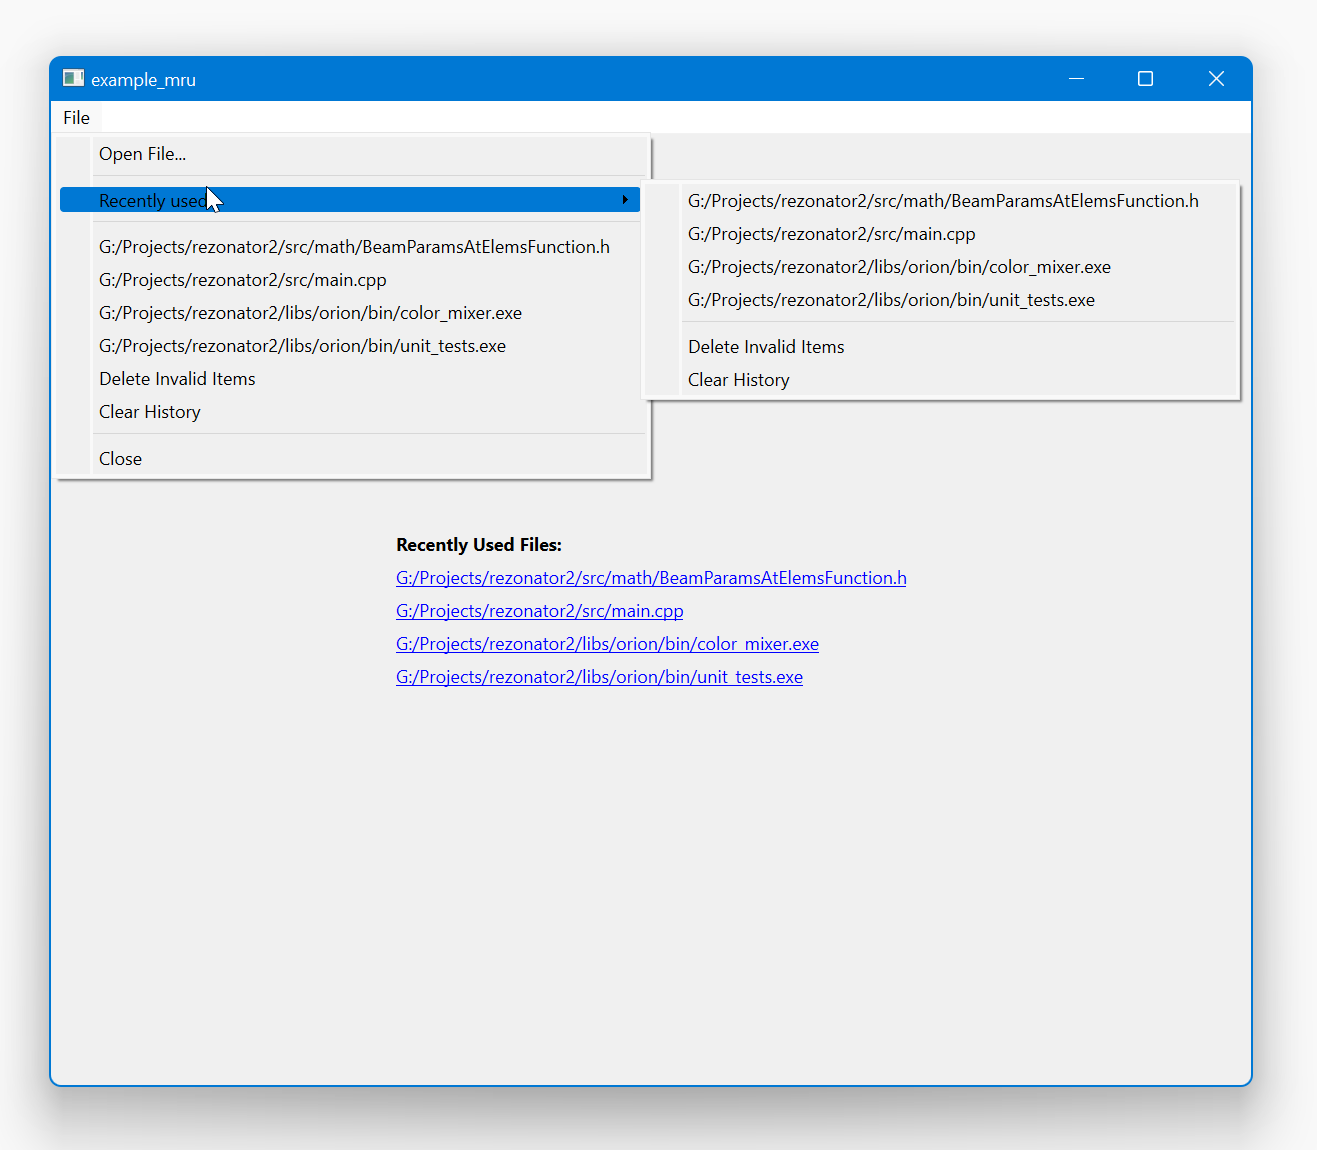 example_mru
File
Open File...
Recently used
G:/Projects/rezonator2/src/math/BeamParamsAtElemsFunction.h
G:/Projects/rezonator2/src/main.cpp
G:/Projects/rezonator2/libs/orion/bin/color_mixer.exe
G:/Projects/rezonator2/libs/orion/bin/unit_tests.exe
Delete Invalid Items
Clear History
Close
G:/Projects/rezonator2/src/math/BeamParamsAtElemsFunction.h
G:/Projects/rezonator2/src/main.cpp
G:/Projects/rezonator2/libs/orion/bin/color_mixer.exe
G:/Projects/rezonator2/libs/orion/bin/unit_tests.exe
Delete Invalid Items
Clear History
Recently Used Files:
G:/Projects/rezonator2/src/math/BeamParamsAtElemsFunction.h
G:/Projects/rezonator2/src/main.cpp
G:/Projects/rezonator2/libs/orion/bin/color_mixer.exe
G:/Projects/rezonator2/libs/orion/bin/unit_tests.exe